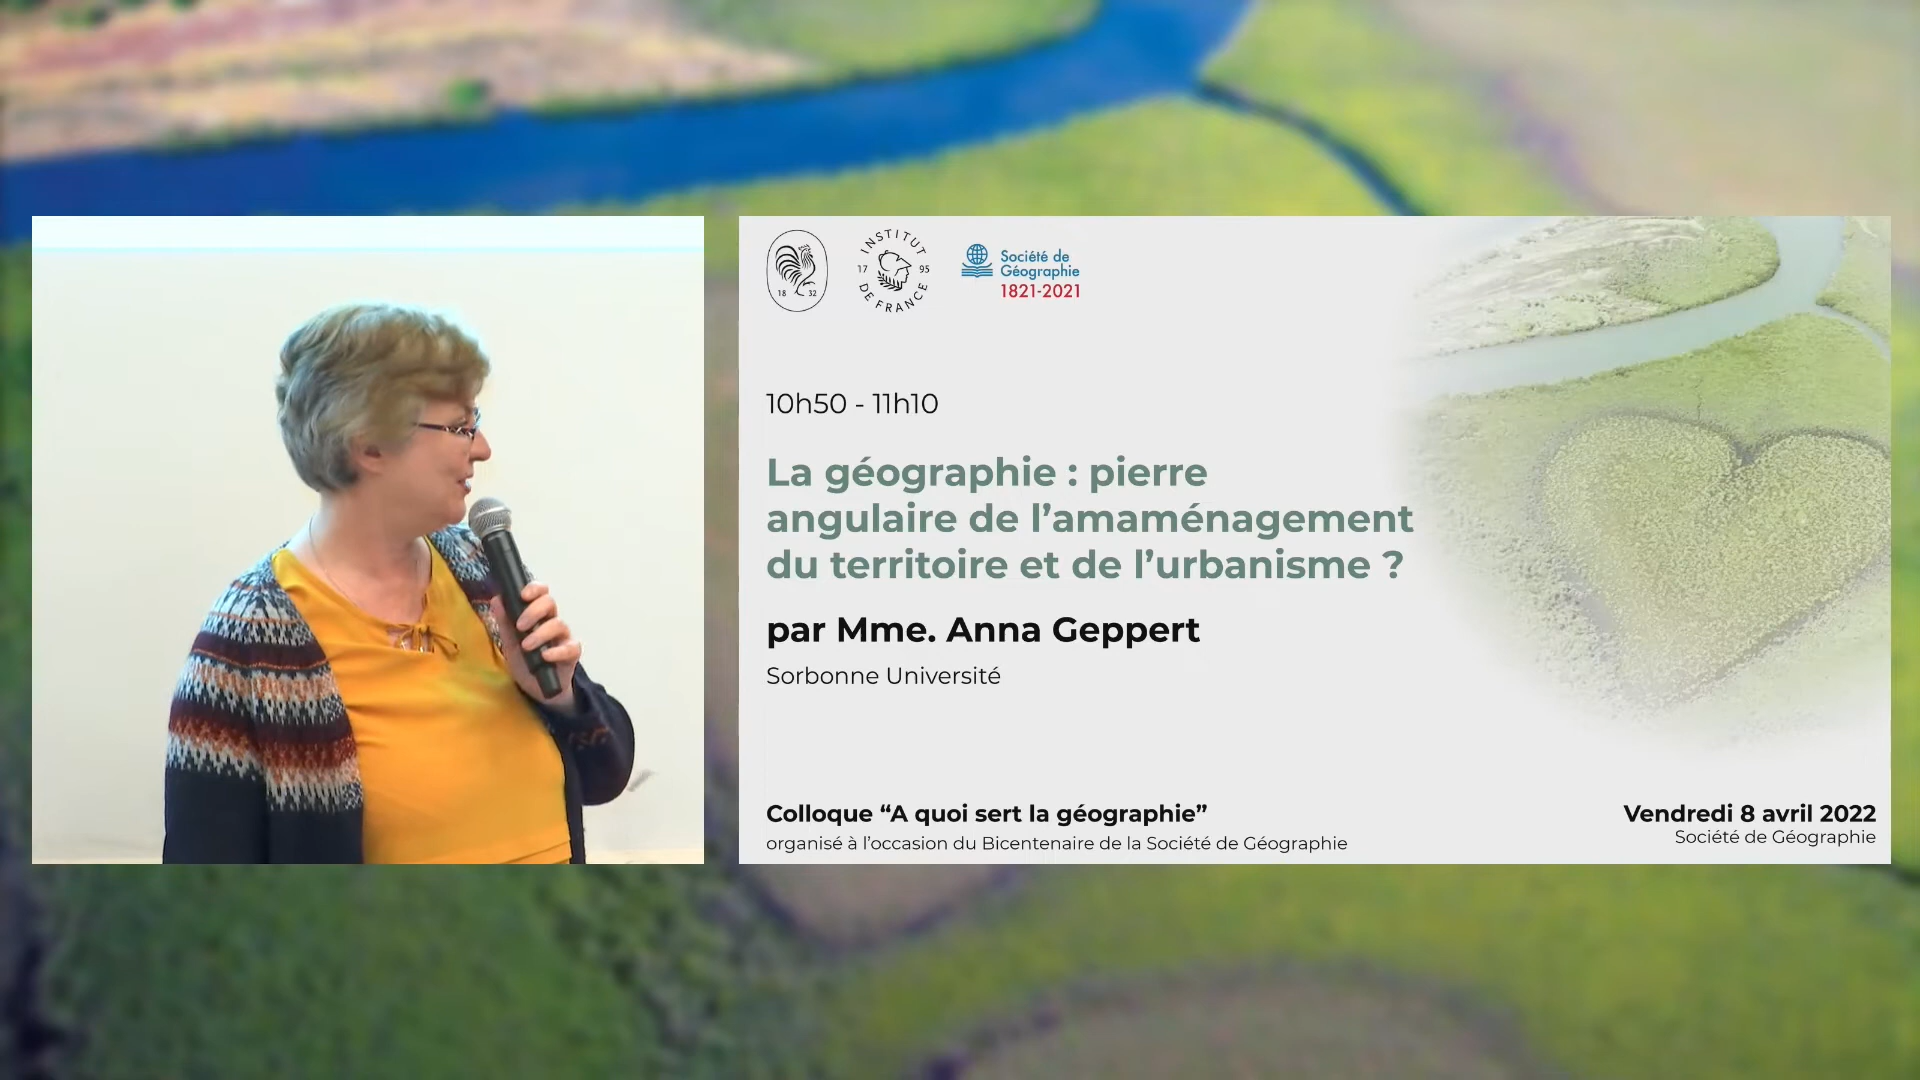 18 32
INSTITUT
17 95
DE FRANCE
Société de
Géographie
1821-2021
10h50 - 11h10
La géographie : pierre
angulaire de l’amaménagement
du territoire et de l’urbanisme ?
par Mme. Anna Geppert
Sorbonne Université
Colloque “A quoi sert la géographie”
organisé à l’occasion du Bicentenaire de la Société de Géographie
Vendredi 8 avril 2022
Société de Géographie